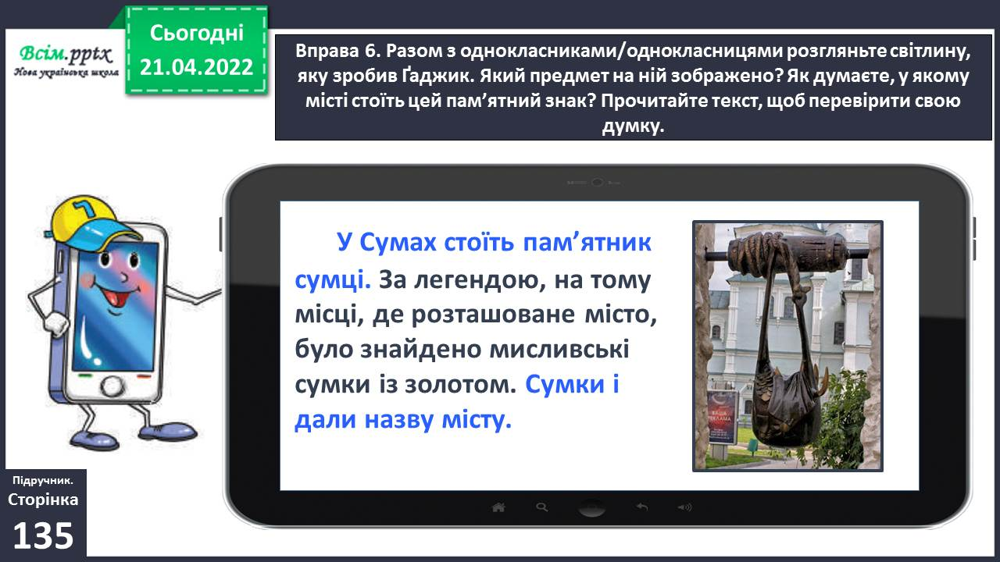 Всім.pptx
Нова українська школа
Сьогодні
21.04.2022
Вправа 6. Разом з однокласниками/однокласницями розгляньте світлину,
яку зробив Ґаджик. Який предмет на ній зображено? Як думаєте, у якому
місті стоїть цей пам’ятний знак? Прочитайте текст, щоб перевірити свою
думку.
У Сумах стоїть пам’ятник
сумці. За легендою, на тому
місці, де розташоване місто,
було знайдено мисливські
сумки із золотом. Сумки і
дали назву місту.
ВАША
РЕКЛАМА
Підручник.
Сторінка
135